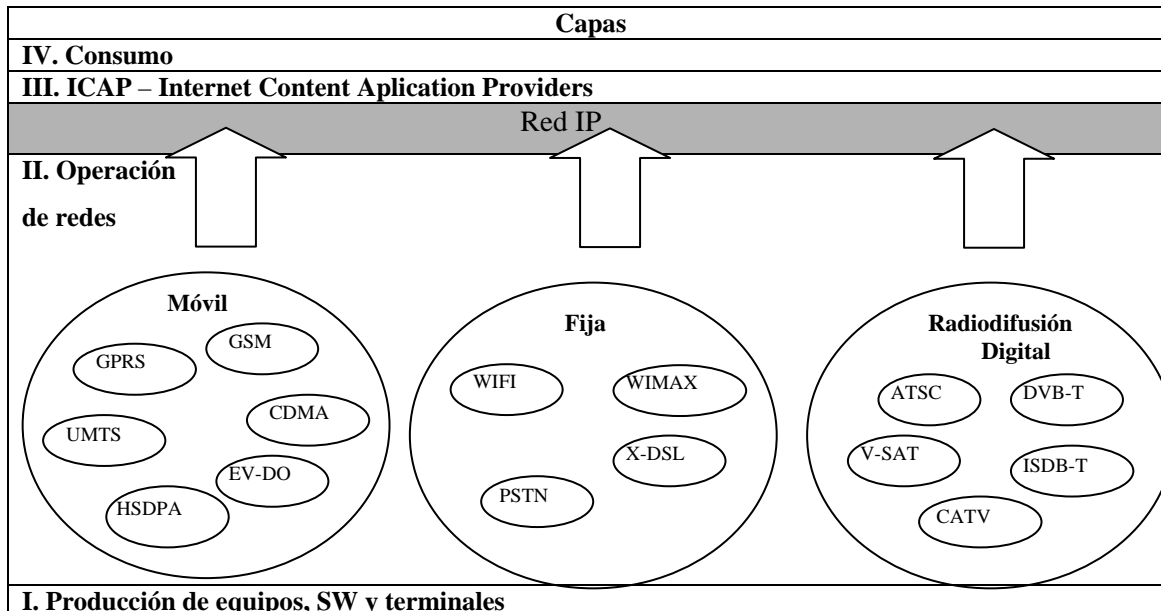 Capas
IV. Consumo
III. ICAP – Internet Content Aplication Providers
Red IP
II. Operación
de redes
Móvil
GSM
GPRS
CDMA
UMTS
EV-DO
HSDPA
Fija
WIFI
WIMAX
X-DSL
PSTN
Radiodifusión
Digital
ATSC
DVB-T
V-SAT
ISDB-T
CATV
I. Producción de equipos, SW y terminales